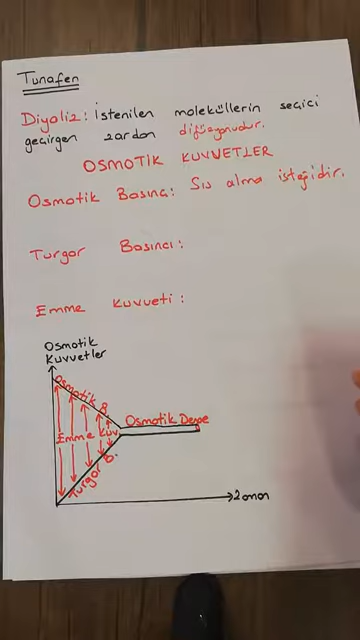 Tunafen
Diyaliz: İstenilen moleküllerin seçici
geçirgen zardan difüzyonudur.
OSMOTİK KUVVETLER
Osmotik Basınç: Sıs alma isteğidir.
Turgor Basıncı:
Emme Kuvveti:
Osmotik
Kuvvetler
Osmotik B.
Osmotik Denge
Emme Kuv
Turgor B.
Zaman